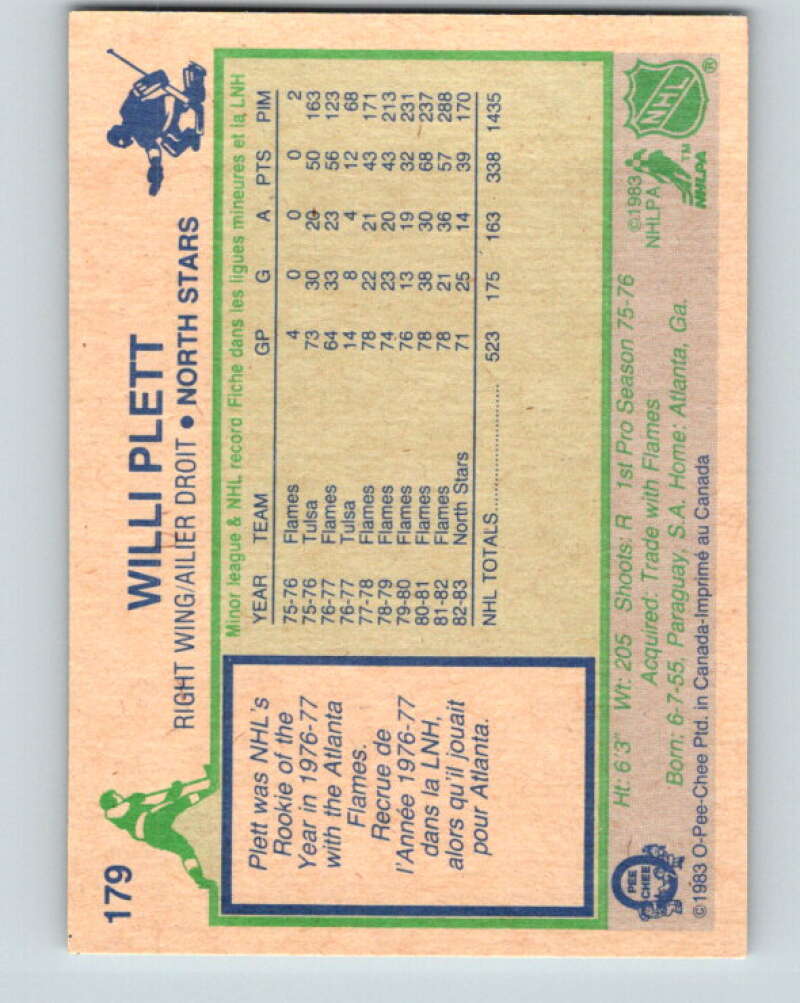 179
WILLI PLETT
RIGHT WING/AILIER DROIT • NORTH STARS
Plett was NHL's
Rookie of the
Year in 1976-77
with the Atlanta
Flames.
Recrue de
l'Année 1976-77
dans la LNH,
alors qu'il jouait
pour Atlanta.
Minor league & NHL record Fiche dans les ligues mineures et la LNH
YEAR TEAM GP G A PTS PIM
75-76 Flames 4 0 0 0 2
75-76 Tulsa 73 30 20 50 163
76-77 Flames 64 33 23 56 123
76-77 Tulsa 14 8 4 12 68
77-78 Flames 78 22 21 43 171
78-79 Flames 74 23 20 43 213
79-80 Flames 76 13 19 32 231
80-81 Flames 78 38 30 68 237
81-82 Flames 78 21 36 57 288
82-83 North Stars 71 25 14 39 170
NHL TOTALS.................... 523 175 163 338 1435
Ht: 6'3" Wt: 205 Shoots: R 1st Pro Season 75-76
Acquired: Trade with Flames
Born: 6-7-55, Paraguay, S.A. Home: Atlanta, Ga.
©1983 O-Pee-Chee Ptd. in Canada-Imprimé au Canada
O
PEE
CHEE
©1983
NHLPA
NHL
®
TM
NHLPA